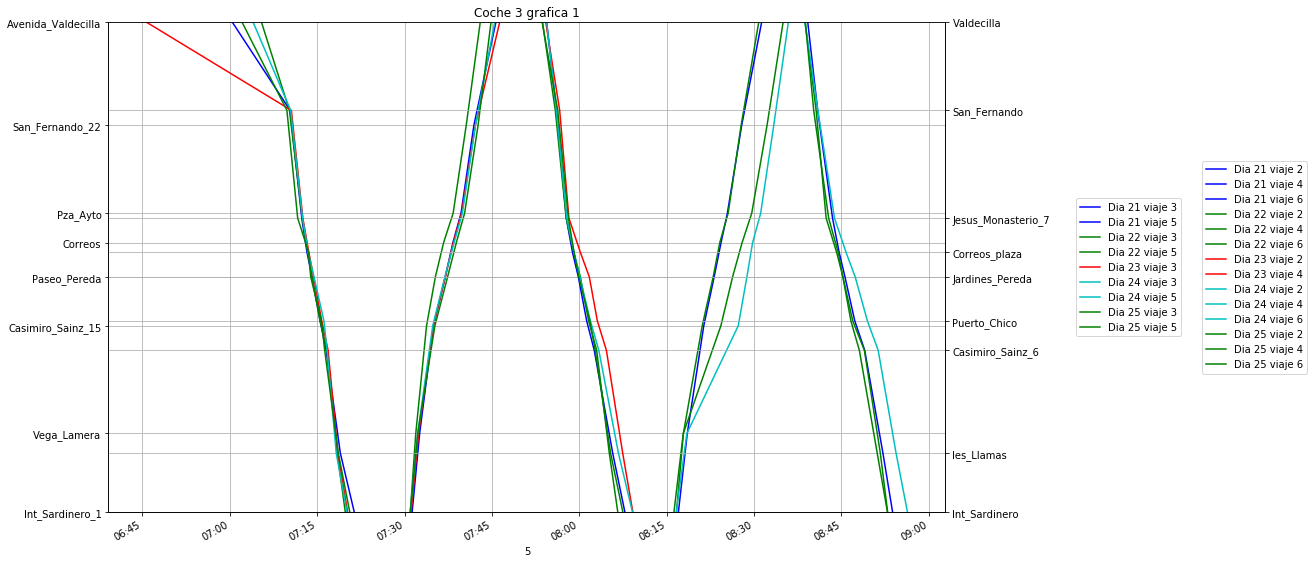 Coche 3 grafica 1
Avenida_Valdecilla
San_Fernando_22
Pza_Ayto
Correos
Paseo_Pereda
Casimiro_Sainz_15
Vega_Lamera
Int_Sardinero_1
Valdecilla
San_Fernando
Jesus_Monasterio_7
Correos_plaza
Jardines_Pereda
Puerto_Chico
Casimiro_Sainz_6
Ies_Llamas
Int_Sardinero
06:45
07:00
07:15
07:30
07:45
08:00
08:15
08:30
08:45
09:00
5
Dia 21 viaje 3
Dia 21 viaje 5
Dia 22 viaje 3
Dia 22 viaje 5
Dia 23 viaje 3
Dia 24 viaje 3
Dia 24 viaje 5
Dia 25 viaje 3
Dia 25 viaje 5
Dia 21 viaje 2
Dia 21 viaje 4
Dia 21 viaje 6
Dia 22 viaje 2
Dia 22 viaje 4
Dia 22 viaje 6
Dia 23 viaje 2
Dia 23 viaje 4
Dia 24 viaje 2
Dia 24 viaje 4
Dia 24 viaje 6
Dia 25 viaje 2
Dia 25 viaje 4
Dia 25 viaje 6